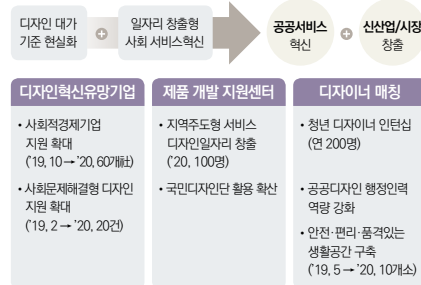 디자인 대가
기준 현실화
+
일자리 창출형
사회 서비스혁신
공공서비스
혁신
+
신산업/시장
창출
디자인혁신유망기업
• 사회적경제기업
지원 확대
('19, 10 → '20, 60개社)
• 사회문제해결형 디자인
지원 확대
('19, 2 → '20, 20건)
제품 개발 지원센터
• 지역주도형 서비스
디자인일자리 창출
('20, 100명)
• 국민디자인단 활용 확산
디자이너 매칭
• 청년 디자이너 인턴십
(연 200명)
• 공공디자인 행정인력
역량 강화
• 안전·편리·품격있는
생활공간 구축
('19, 5 → '20, 10개소)